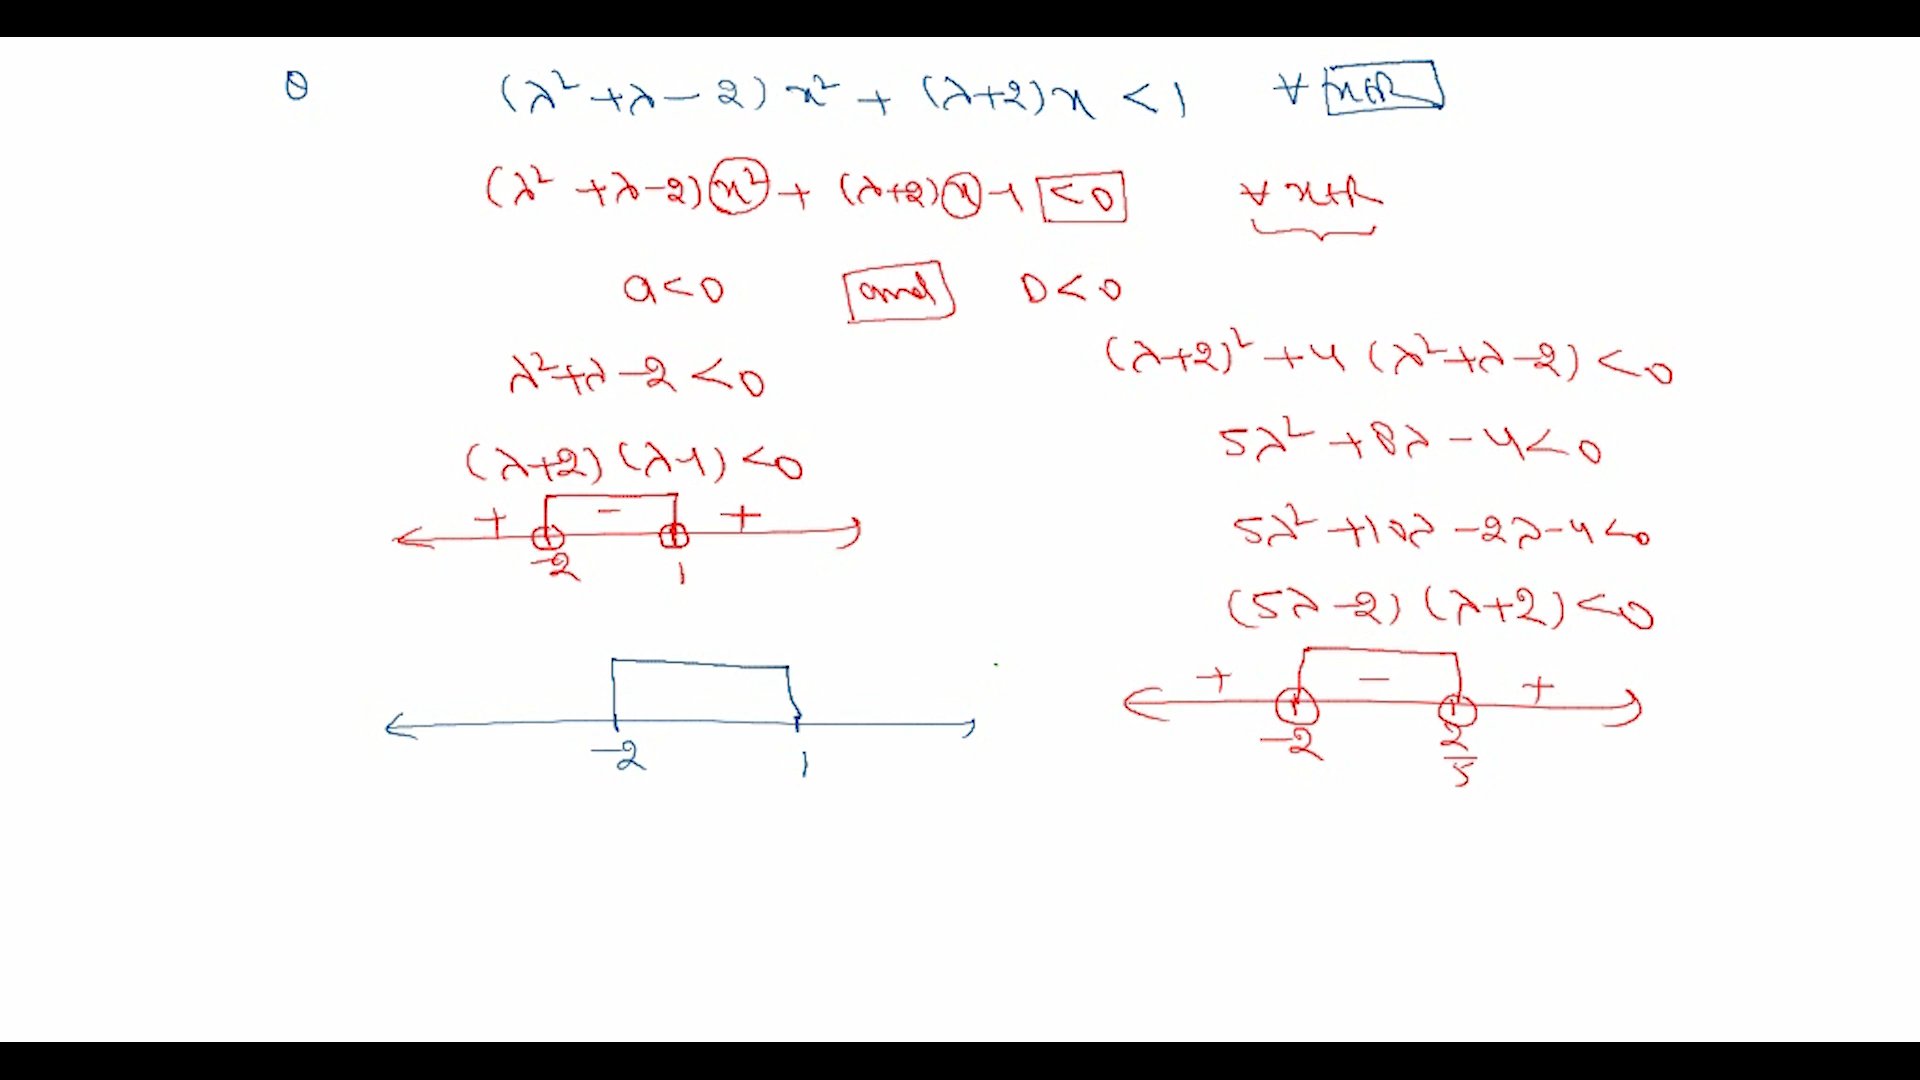 Q (λ² + λ - 2) x² + (λ+2)x < 1 ∀ x∈R
(λ² + λ - 2) x² + (λ+2) x - 1 < 0 ∀ x∈R
a < 0 and D < 0
λ² + λ - 2 < 0
(λ+2) (λ-1) < 0
+ - +
-2 1
-2 1
(λ+2)² + 4 (λ² + λ - 2) < 0
5λ² + 8λ - 4 < 0
5λ² + 10λ - 2λ - 4 < 0
(5λ - 2) (λ+2) < 0
+ - +
-2 2/5